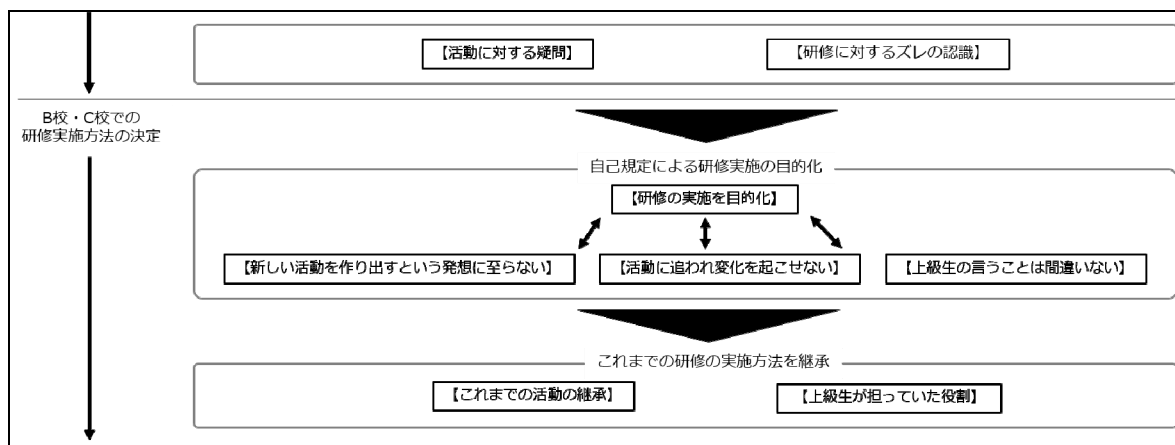 【活動に対する疑問】
【研修に対するズレの認識】
B校・C校での
研修実施方法の決定
自己規定による研修実施の目的化
【研修の実施を目的化】
【新しい活動を作り出すという発想に至らない】
【活動に追われ変化を起こせない】
【上級生の言うことは間違いない】
これまでの研修の実施方法を継承
【これまでの活動の継承】
【上級生が担っていた役割】